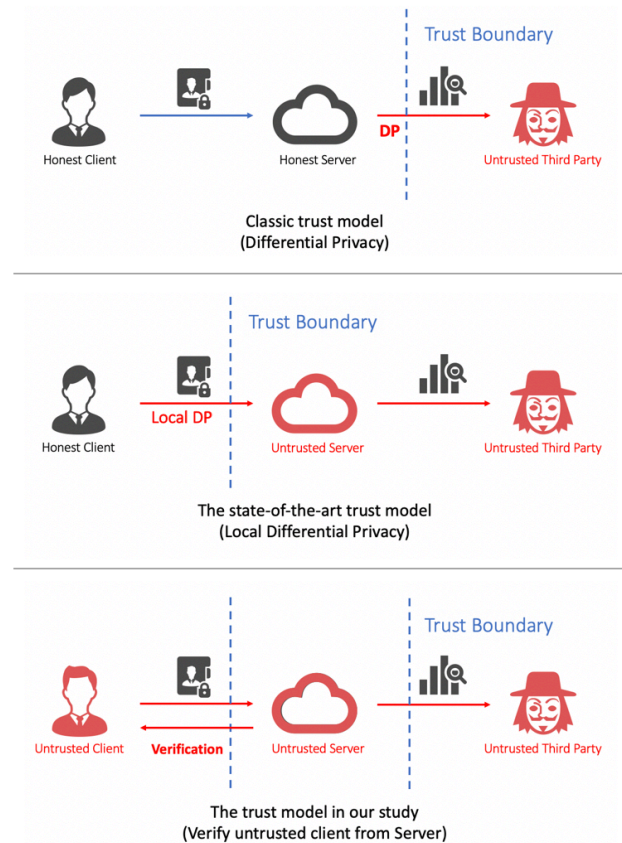 Trust Boundary
DP
Honest Client
Honest Server
Untrusted Third Party
Classic trust model
(Differential Privacy)
Trust Boundary
Local DP
Honest Client
Untrusted Server
Untrusted Third Party
The state-of-the-art trust model
(Local Differential Privacy)
Trust Boundary
Untrusted Client
Verification
Untrusted Server
Untrusted Third Party
The trust model in our study
(Verify untrusted client from Server)